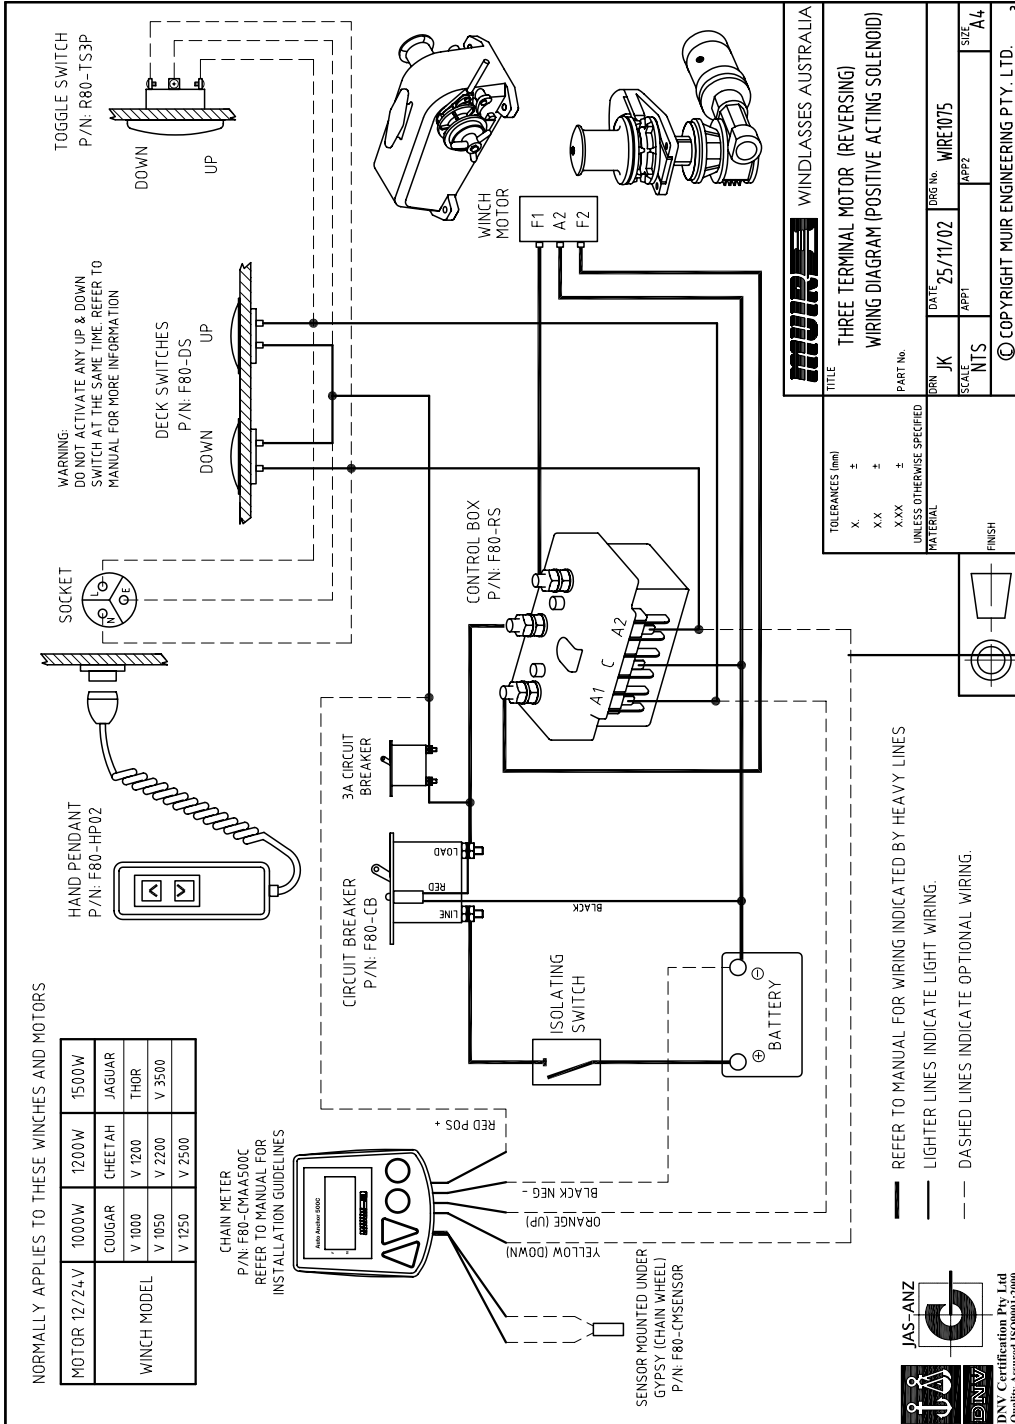 NORMALLY APPLIES TO THESE WINCHES AND MOTORS
MOTOR 12/24V 1000W 1200W 1500W
WINCH MODEL
COUGAR CHEETAH JAGUAR
V 1000 V 1200 THOR
V 1050 V 2200 V 3500
V 1250 V 2500
HAND PENDANT
P/N: F80-HP02
SOCKET
L
N
E
WARNING:
DO NOT ACTIVATE ANY UP & DOWN
SWITCH AT THE SAME TIME. REFER TO
MANUAL FOR MORE INFORMATION
TOGGLE SWITCH
P/N: R80-TS3P
DOWN
UP
DECK SWITCHES
P/N: F80-DS
DOWN
UP
CHAIN METER
P/N: F80-CMAA500C
REFER TO MANUAL FOR
INSTALLATION GUIDELINES
Auto Anchor 500C
RED POS +
BLACK NEG -
ORANGE (UP)
YELLOW (DOWN)
SENSOR MOUNTED UNDER
GYPSY (CHAIN WHEEL)
P/N: F80-CMSENSOR
CIRCUIT BREAKER
P/N: F80-CB
LINE
RED
LOAD
BLACK
3A CIRCUIT
BREAKER
ISOLATING
SWITCH
BATTERY
+
-
CONTROL BOX
P/N: F80-RS
A1
C
A2
WINCH
MOTOR
F1
A2
F2
REFER TO MANUAL FOR WIRING INDICATED BY HEAVY LINES
LIGHTER LINES INDICATE LIGHT WIRING.
DASHED LINES INDICATE OPTIONAL WIRING.
JAS-ANZ
DNV
DNV Certification Pty Ltd
Quality Assured ISO9001:2000
TOLERANCES (mm)
X. ±
X.X ±
X.XX ±
UNLESS OTHERWISE SPECIFIED
MATERIAL
FINISH
MUIR WINDLASSES AUSTRALIA
TITLE
THREE TERMINAL MOTOR (REVERSING)
WIRING DIAGRAM (POSITIVE ACTING SOLENOID)
PART No.
DRN JK
DATE 25/11/02
DRG No. WIRE1075
SCALE NTS
APP1
APP2
SIZE A4
© COPYRIGHT MUIR ENGINEERING PTY. LTD.